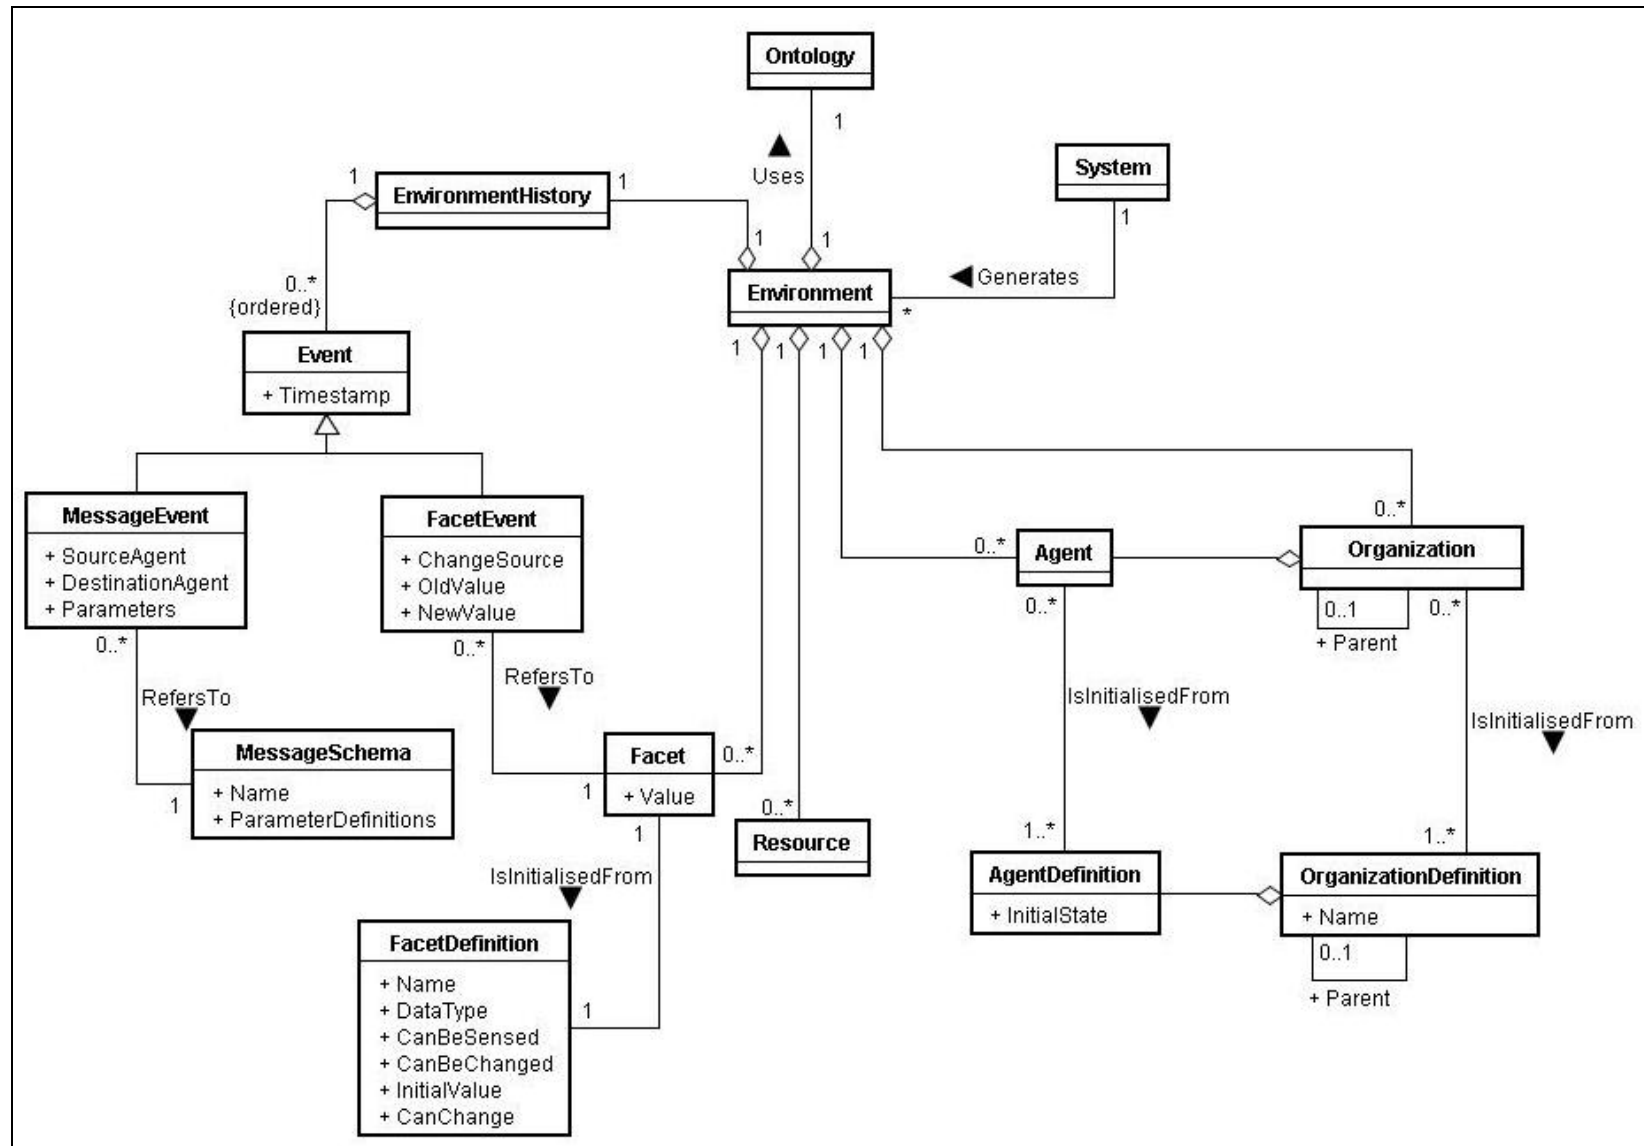 Ontology
1
Uses
System
1
1
EnvironmentHistory
1
1
1
Generates
Environment
*
0..*
{ordered}
1
1
1
1
Event
+ Timestamp
MessageEvent
+ SourceAgent
+ DestinationAgent
+ Parameters
FacetEvent
+ ChangeSource
+ OldValue
+ NewValue
0..*
0..*
Agent
Organization
0..*
0..1
0..*
+ Parent
0..*
0..*
RefersTo
RefersTo
IsInitialisedFrom
IsInitialisedFrom
MessageSchema
+ Name
+ ParameterDefinitions
1
Facet
+ Value
0..*
1
1
0..*
Resource
1..*
1..*
AgentDefinition
+ InitialState
OrganizationDefinition
+ Name
0..1
+ Parent
IsInitialisedFrom
FacetDefinition
+ Name
+ DataType
+ CanBeSensed
+ CanBeChanged
+ InitialValue
+ CanChange
1